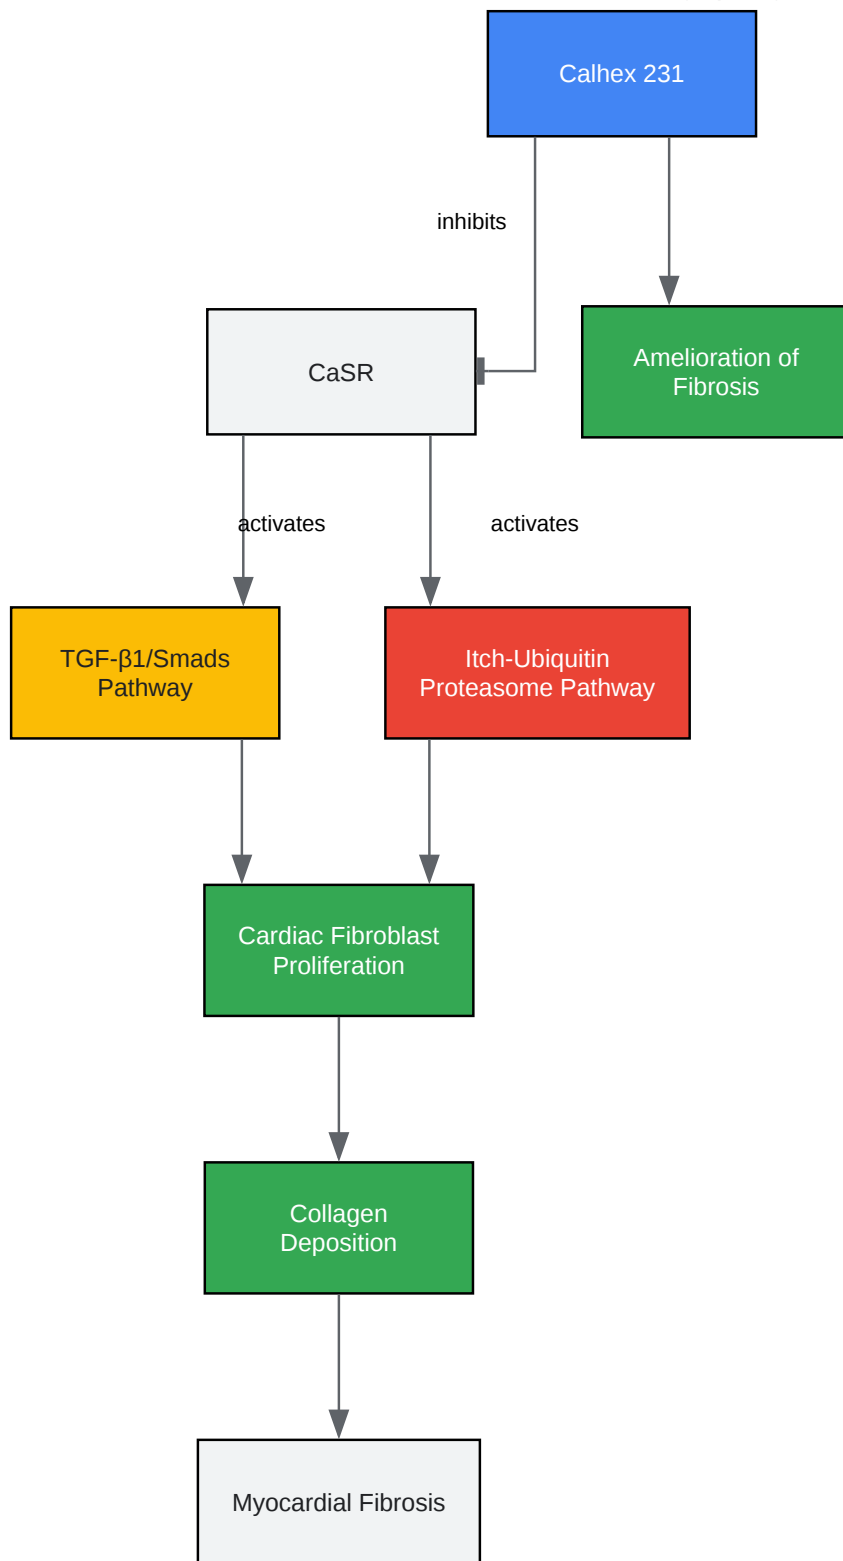 Calhex 231
inhibits
Amelioration of
Fibrosis
CaSR
activates
activates
TGF-β1/Smads
Pathway
Itch-Ubiquitin
Proteasome Pathway
Cardiac Fibroblast
Proliferation
Collagen
Deposition
Myocardial Fibrosis